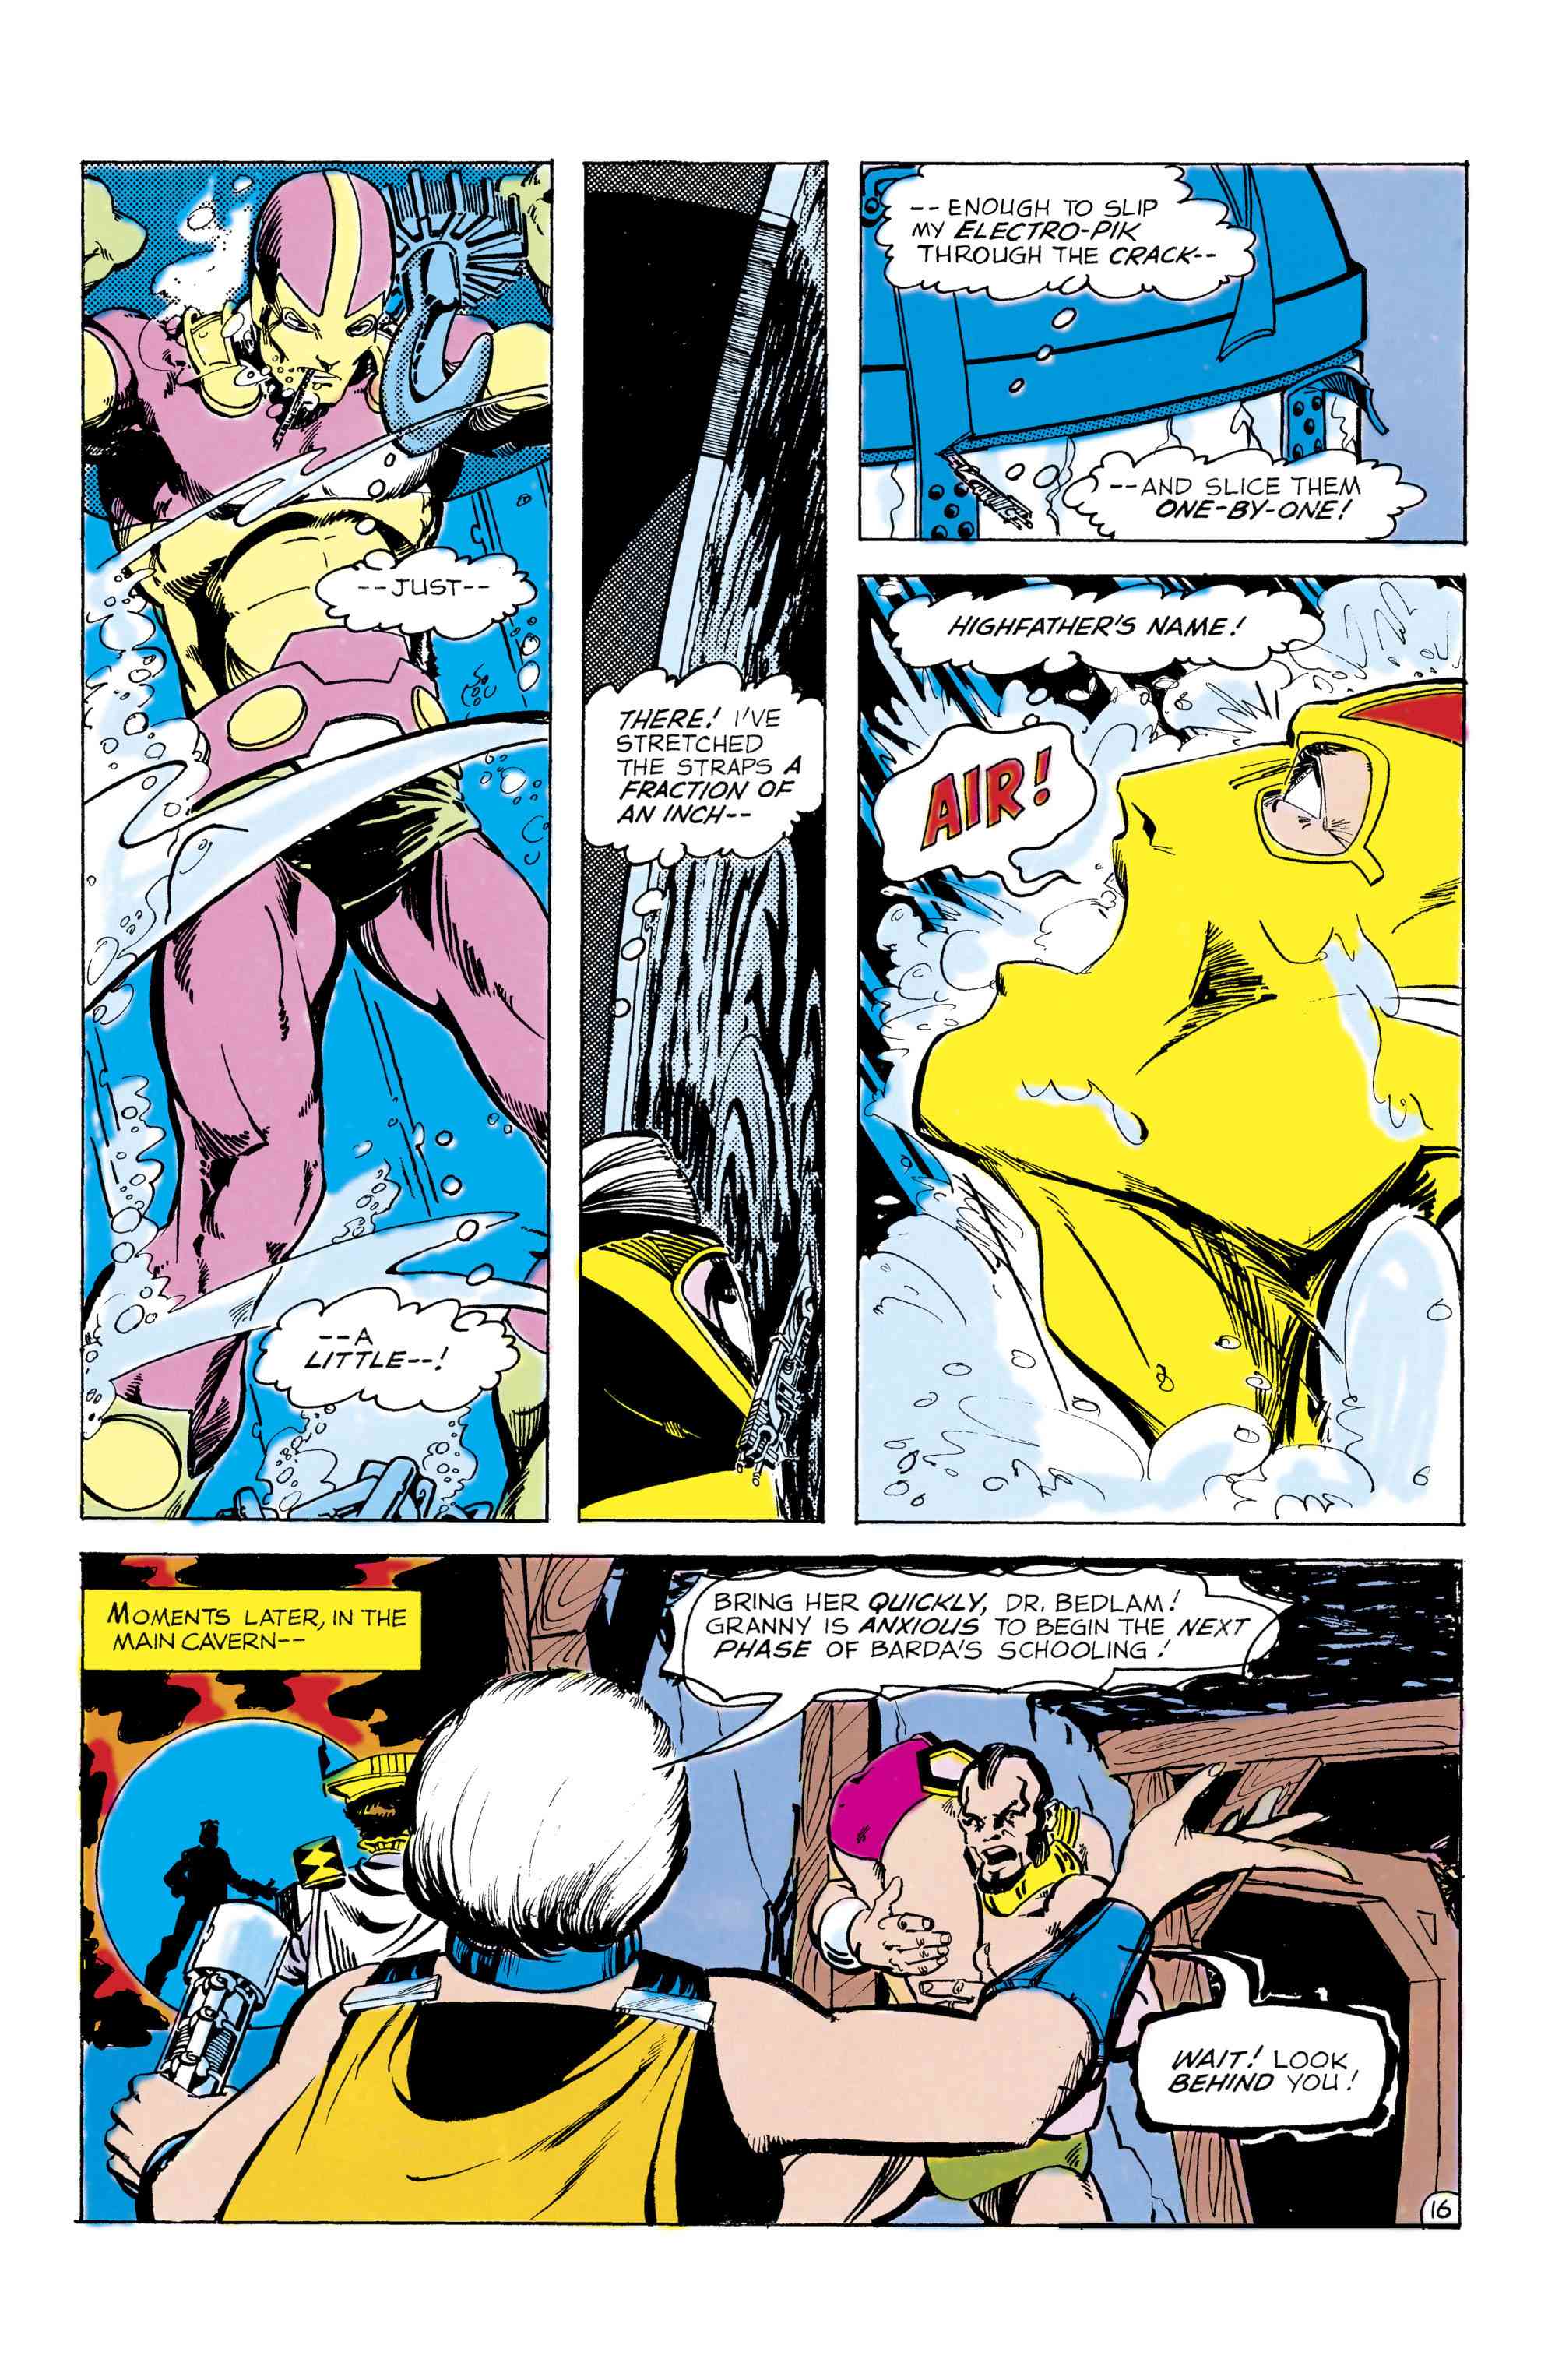 --JUST--
--A
LITTLE--!
THERE! I'VE
STRETCHED
THE STRAPS A
FRACTION OF
AN INCH--
-- ENOUGH TO SLIP
MY ELECTRO-PIK
THROUGH THE CRACK--
--AND SLICE THEM
ONE-BY-ONE!
HIGHFATHER'S NAME!
AIR!
MOMENTS LATER, IN THE
MAIN CAVERN--
BRING HER QUICKLY, DR. BEDLAM!
GRANNY IS ANXIOUS TO BEGIN THE NEXT
PHASE OF BARDA'S SCHOOLING!
WAIT! LOOK
BEHIND YOU!
16